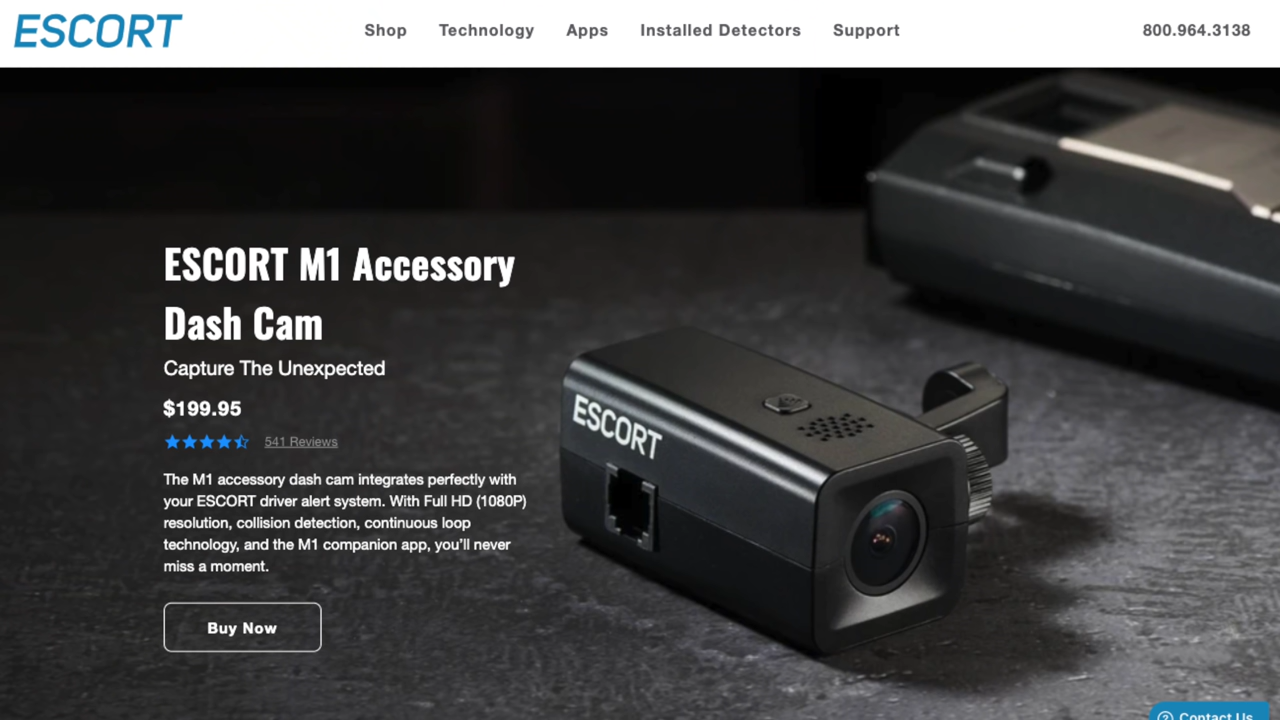 ESCORT
Shop
Technology
Apps
Installed Detectors
Support
800.964.3138
ESCORT M1 Accessory
Dash Cam
Capture The Unexpected
$199.95
541 Reviews
The M1 accessory dash cam integrates perfectly with
your ESCORT driver alert system. With Full HD (1080P)
resolution, collision detection, continuous loop
technology, and the M1 companion app, you’ll never
miss a moment.
Buy Now
ESCORT
Contact Us